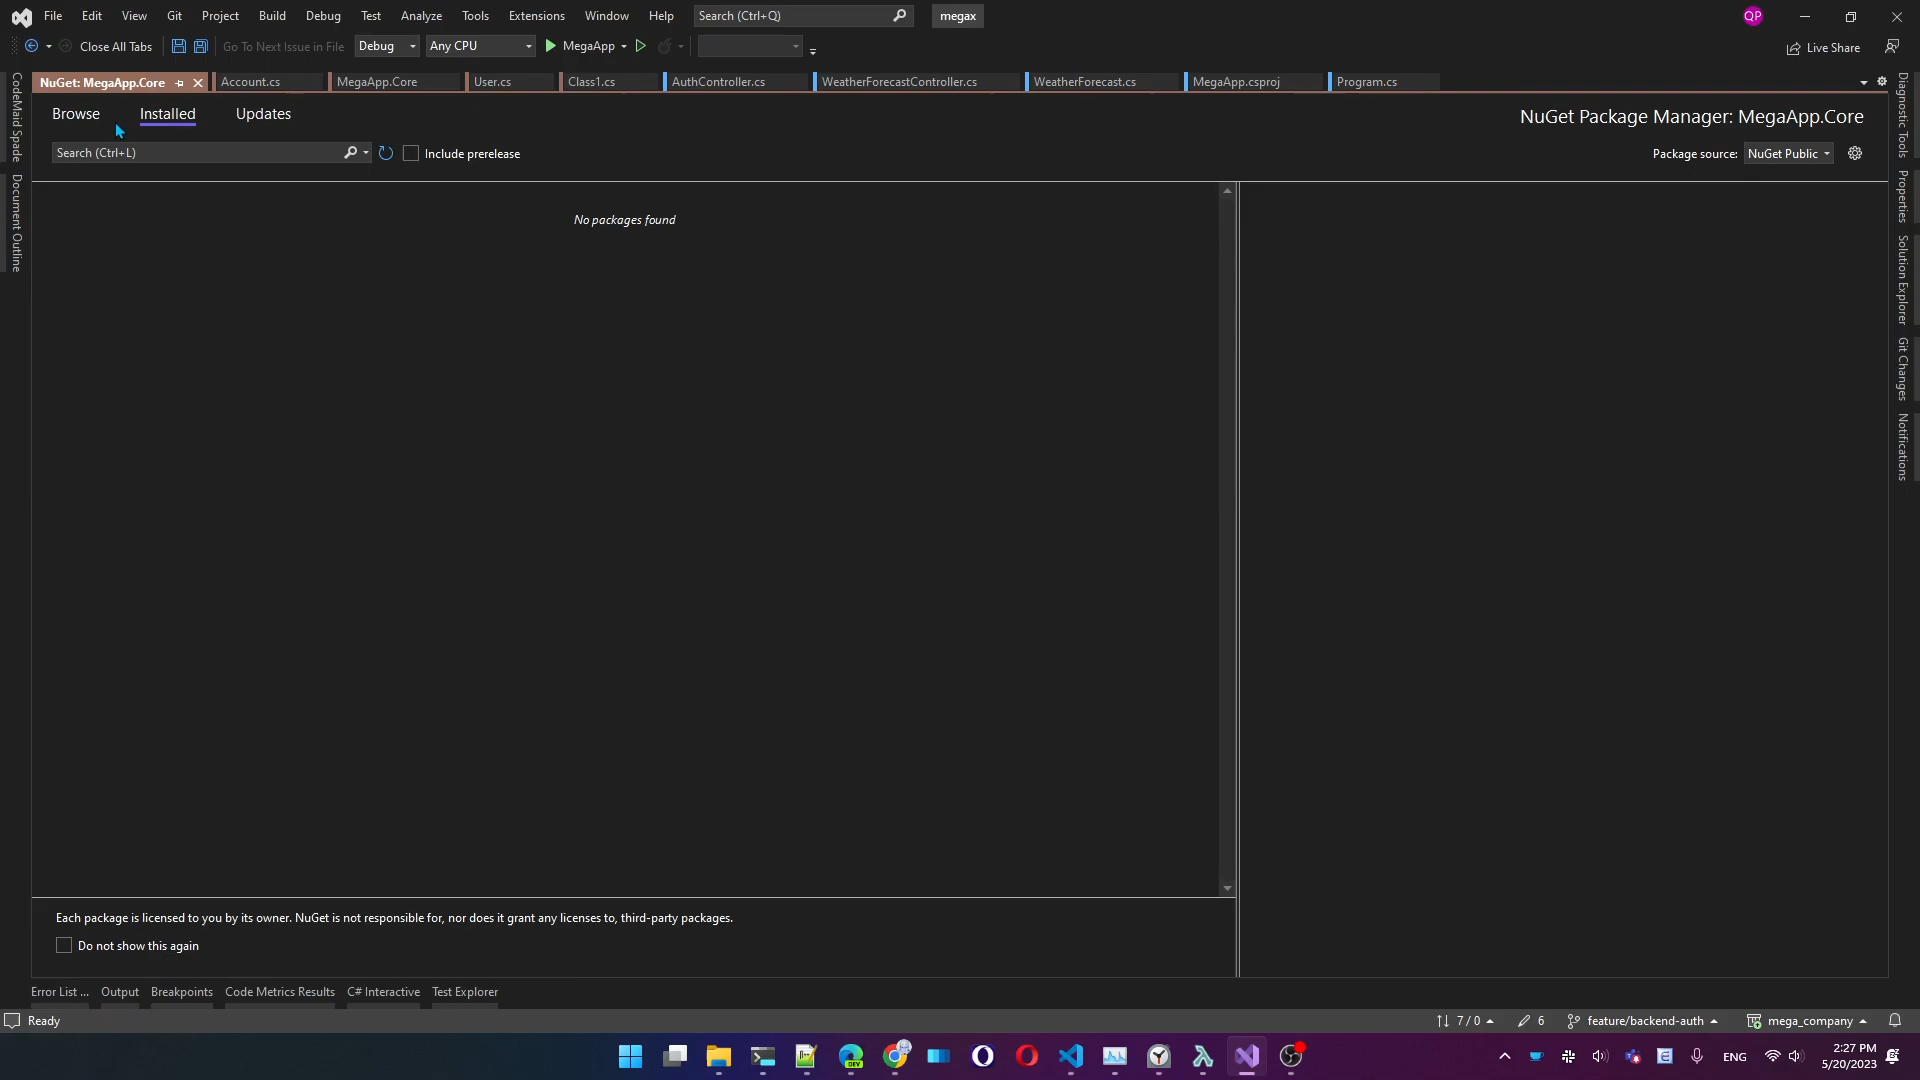 File Edit View Git Project Build Debug Test Analyze Tools Extensions Window Help Search (Ctrl+Q) megax QP
Close All Tabs Go To Next Issue in File Debug Any CPU MegaApp Live Share
NuGet: MegaApp.Core Account.cs MegaApp.Core User.cs Class1.cs AuthController.cs WeatherForecastController.cs WeatherForecast.cs MegaApp.csproj Program.cs
CodeMaid Spade
Document Outline
Browse Installed Updates
NuGet Package Manager: MegaApp.Core
Search (Ctrl+L) Include prerelease
Package source: NuGet Public
No packages found
Diagnostic Tools
Properties
Solution Explorer
Git Changes
Notifications
Each package is licensed to you by its owner. NuGet is not responsible for, nor does it grant any licenses to, third-party packages.
Do not show this again
Error List ... Output Breakpoints Code Metrics Results C# Interactive Test Explorer
Ready 7 / 0 6 feature/backend-auth mega_company
DEV
ENG
2:27 PM
5/20/2023